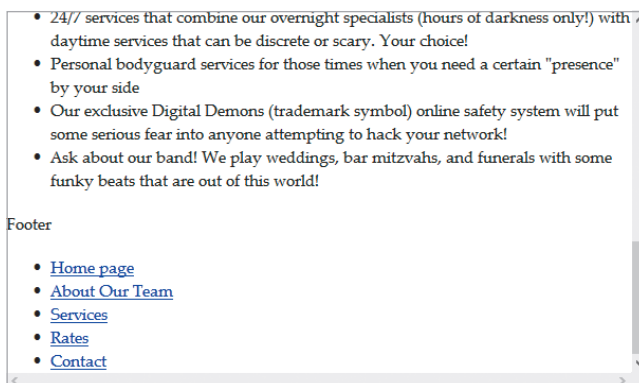 • 24/7 services that combine our overnight specialists (hours of darkness only!) with
daytime services that can be discrete or scary. Your choice!
• Personal bodyguard services for those times when you need a certain "presence"
by your side
• Our exclusive Digital Demons (trademark symbol) online safety system will put
some serious fear into anyone attempting to hack your network!
• Ask about our band! We play weddings, bar mitzvahs, and funerals with some
funky beats that are out of this world!
Footer
• Home page
• About Our Team
• Services
• Rates
• Contact